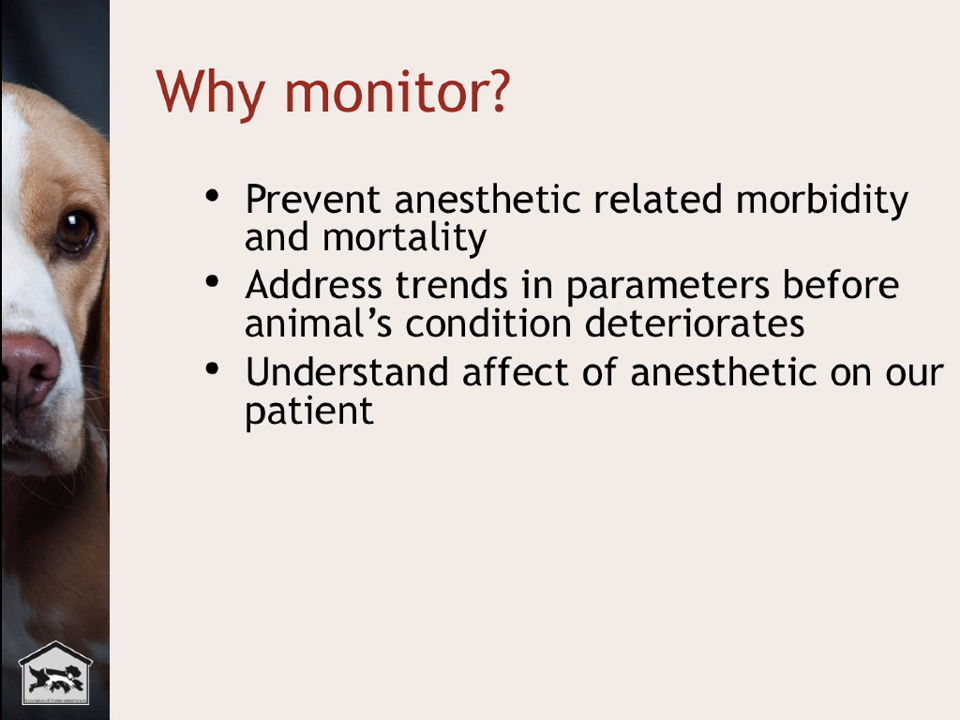 Why monitor?
• Prevent anesthetic related morbidity
and mortality
• Address trends in parameters before
animal’s condition deteriorates
• Understand affect of anesthetic on our
patient